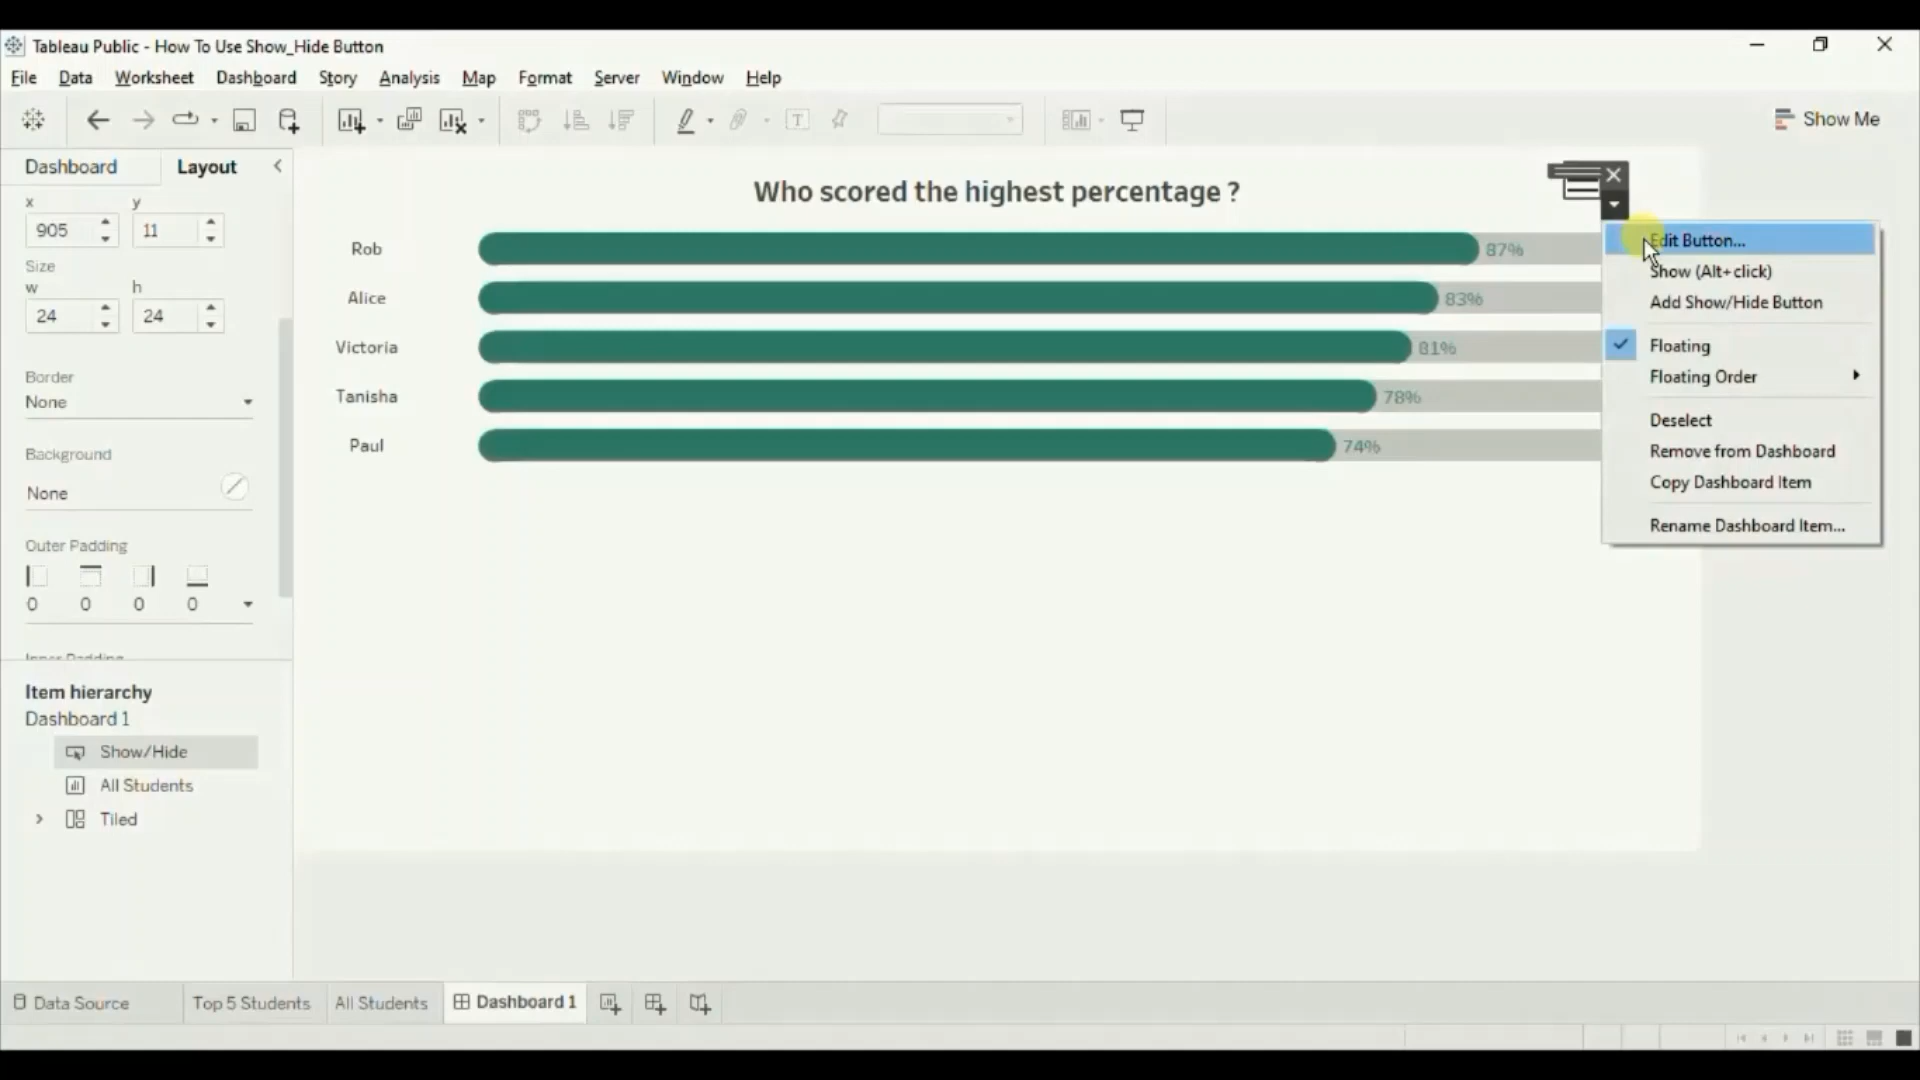 Tableau Public - How To Use Show_Hide Button
File Data Worksheet Dashboard Story Analysis Map Format Server Window Help
Show Me
Dashboard Layout
x y
905 11
Size
w h
24 24
Border
None
Background
None
Outer Padding
0 0 0 0
Inner Padding
Item hierarchy
Dashboard 1
Show/Hide
All Students
Tiled
Who scored the highest percentage ?
Rob 87%
Alice 83%
Victoria 81%
Tanisha 78%
Paul 74%
Edit Button...
Show (Alt+click)
Add Show/Hide Button
Floating
Floating Order
Deselect
Remove from Dashboard
Copy Dashboard Item
Rename Dashboard Item...
Data Source Top 5 Students All Students Dashboard 1